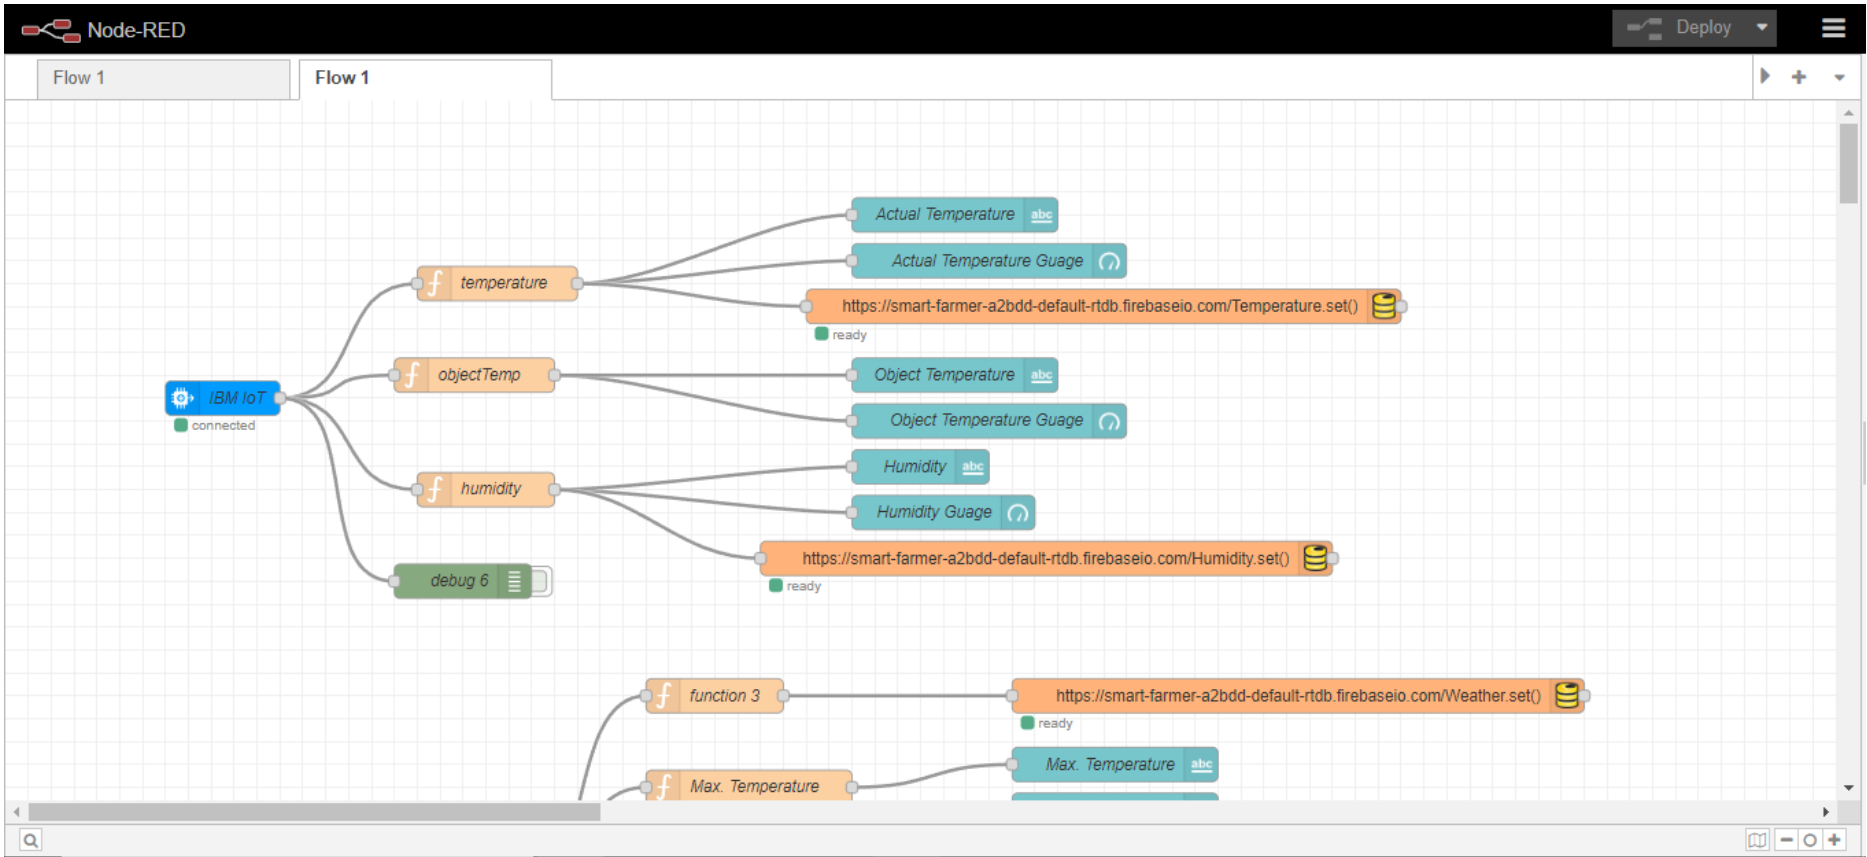 Node-RED
Deploy
Flow 1
Flow 1
Actual Temperature abc
Actual Temperature Guage
temperature
https://smart-farmer-a2bdd-default-rtdb.firebaseio.com/Temperature.set()
ready
objectTemp
Object Temperature abc
IBM IoT
connected
Object Temperature Guage
Humidity abc
humidity
Humidity Guage
https://smart-farmer-a2bdd-default-rtdb.firebaseio.com/Humidity.set()
debug 6
ready
function 3
https://smart-farmer-a2bdd-default-rtdb.firebaseio.com/Weather.set()
ready
Max. Temperature abc
Max. Temperature